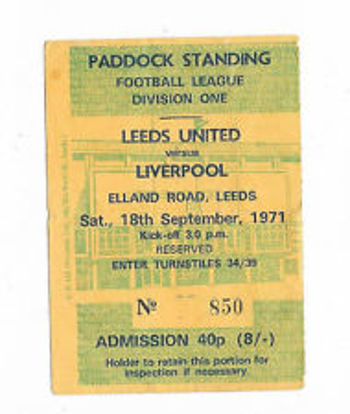 PADDOCK STANDING
FOOTBALL LEAGUE
DIVISION ONE
LEEDS UNITED
versus
LIVERPOOL
ELLAND ROAD, LEEDS
Sat., 18th September, 1971
Kick-off 3.0 p.m.
RESERVED
ENTER TURNSTILES 34/39
No 850
ADMISSION 40p (8/-)
Holder to retain this portion for
inspection if necessary